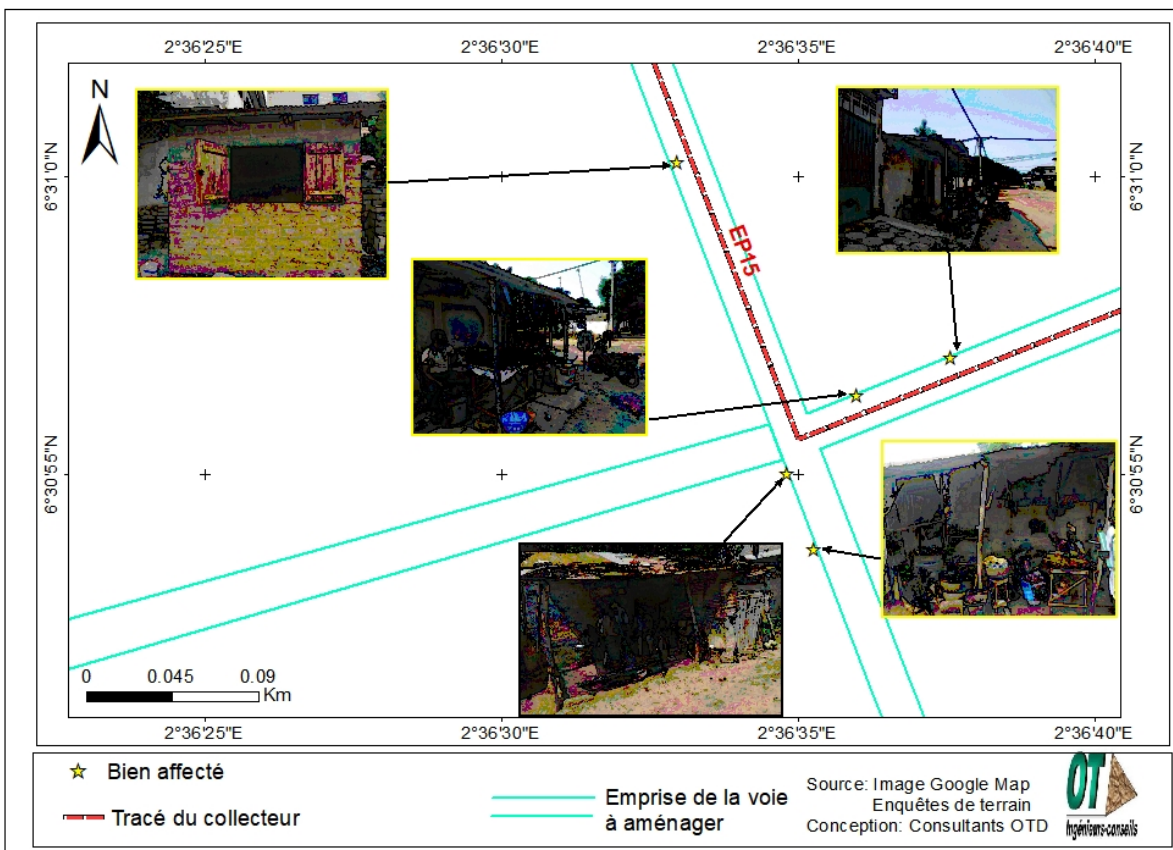 2°36'25"E 2°36'30"E 2°36'35"E 2°36'40"E
N
6°31'0"N
6°31'0"N
EP15
6°30'55"N
6°30'55"N
0 0.045 0.09
Km
2°36'25"E 2°36'30"E 2°36'35"E 2°36'40"E
Bien affecté
Tracé du collecteur
Emprise de la voie
à aménager
Source: Image Google Map
Enquêtes de terrain
Conception: Consultants OTD
OT
Ingénieurs-conseils